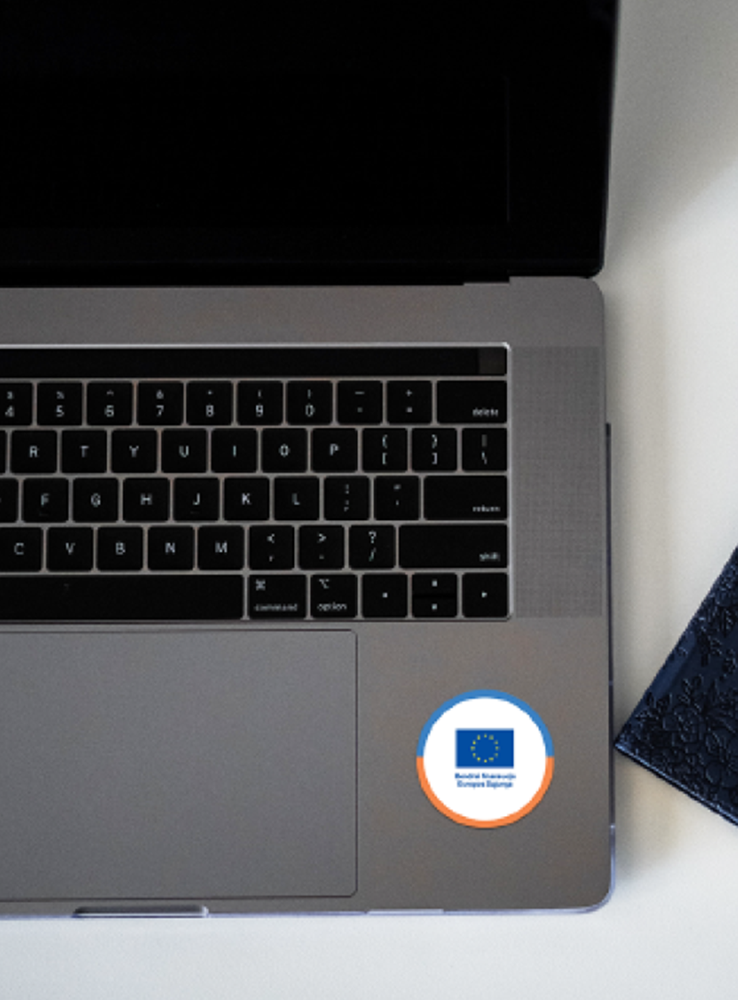 4 % 5 ^ 6 & 7 * 8 ( 9 ) 0 _ - + = delete
R T Y U I O P { [ } ] | \
F G H J K L : ; " ' return
C V B N M < , > . ? / shift
⌘ command ⌥ option
Bendrai finansuoja
Europos Sąjunga